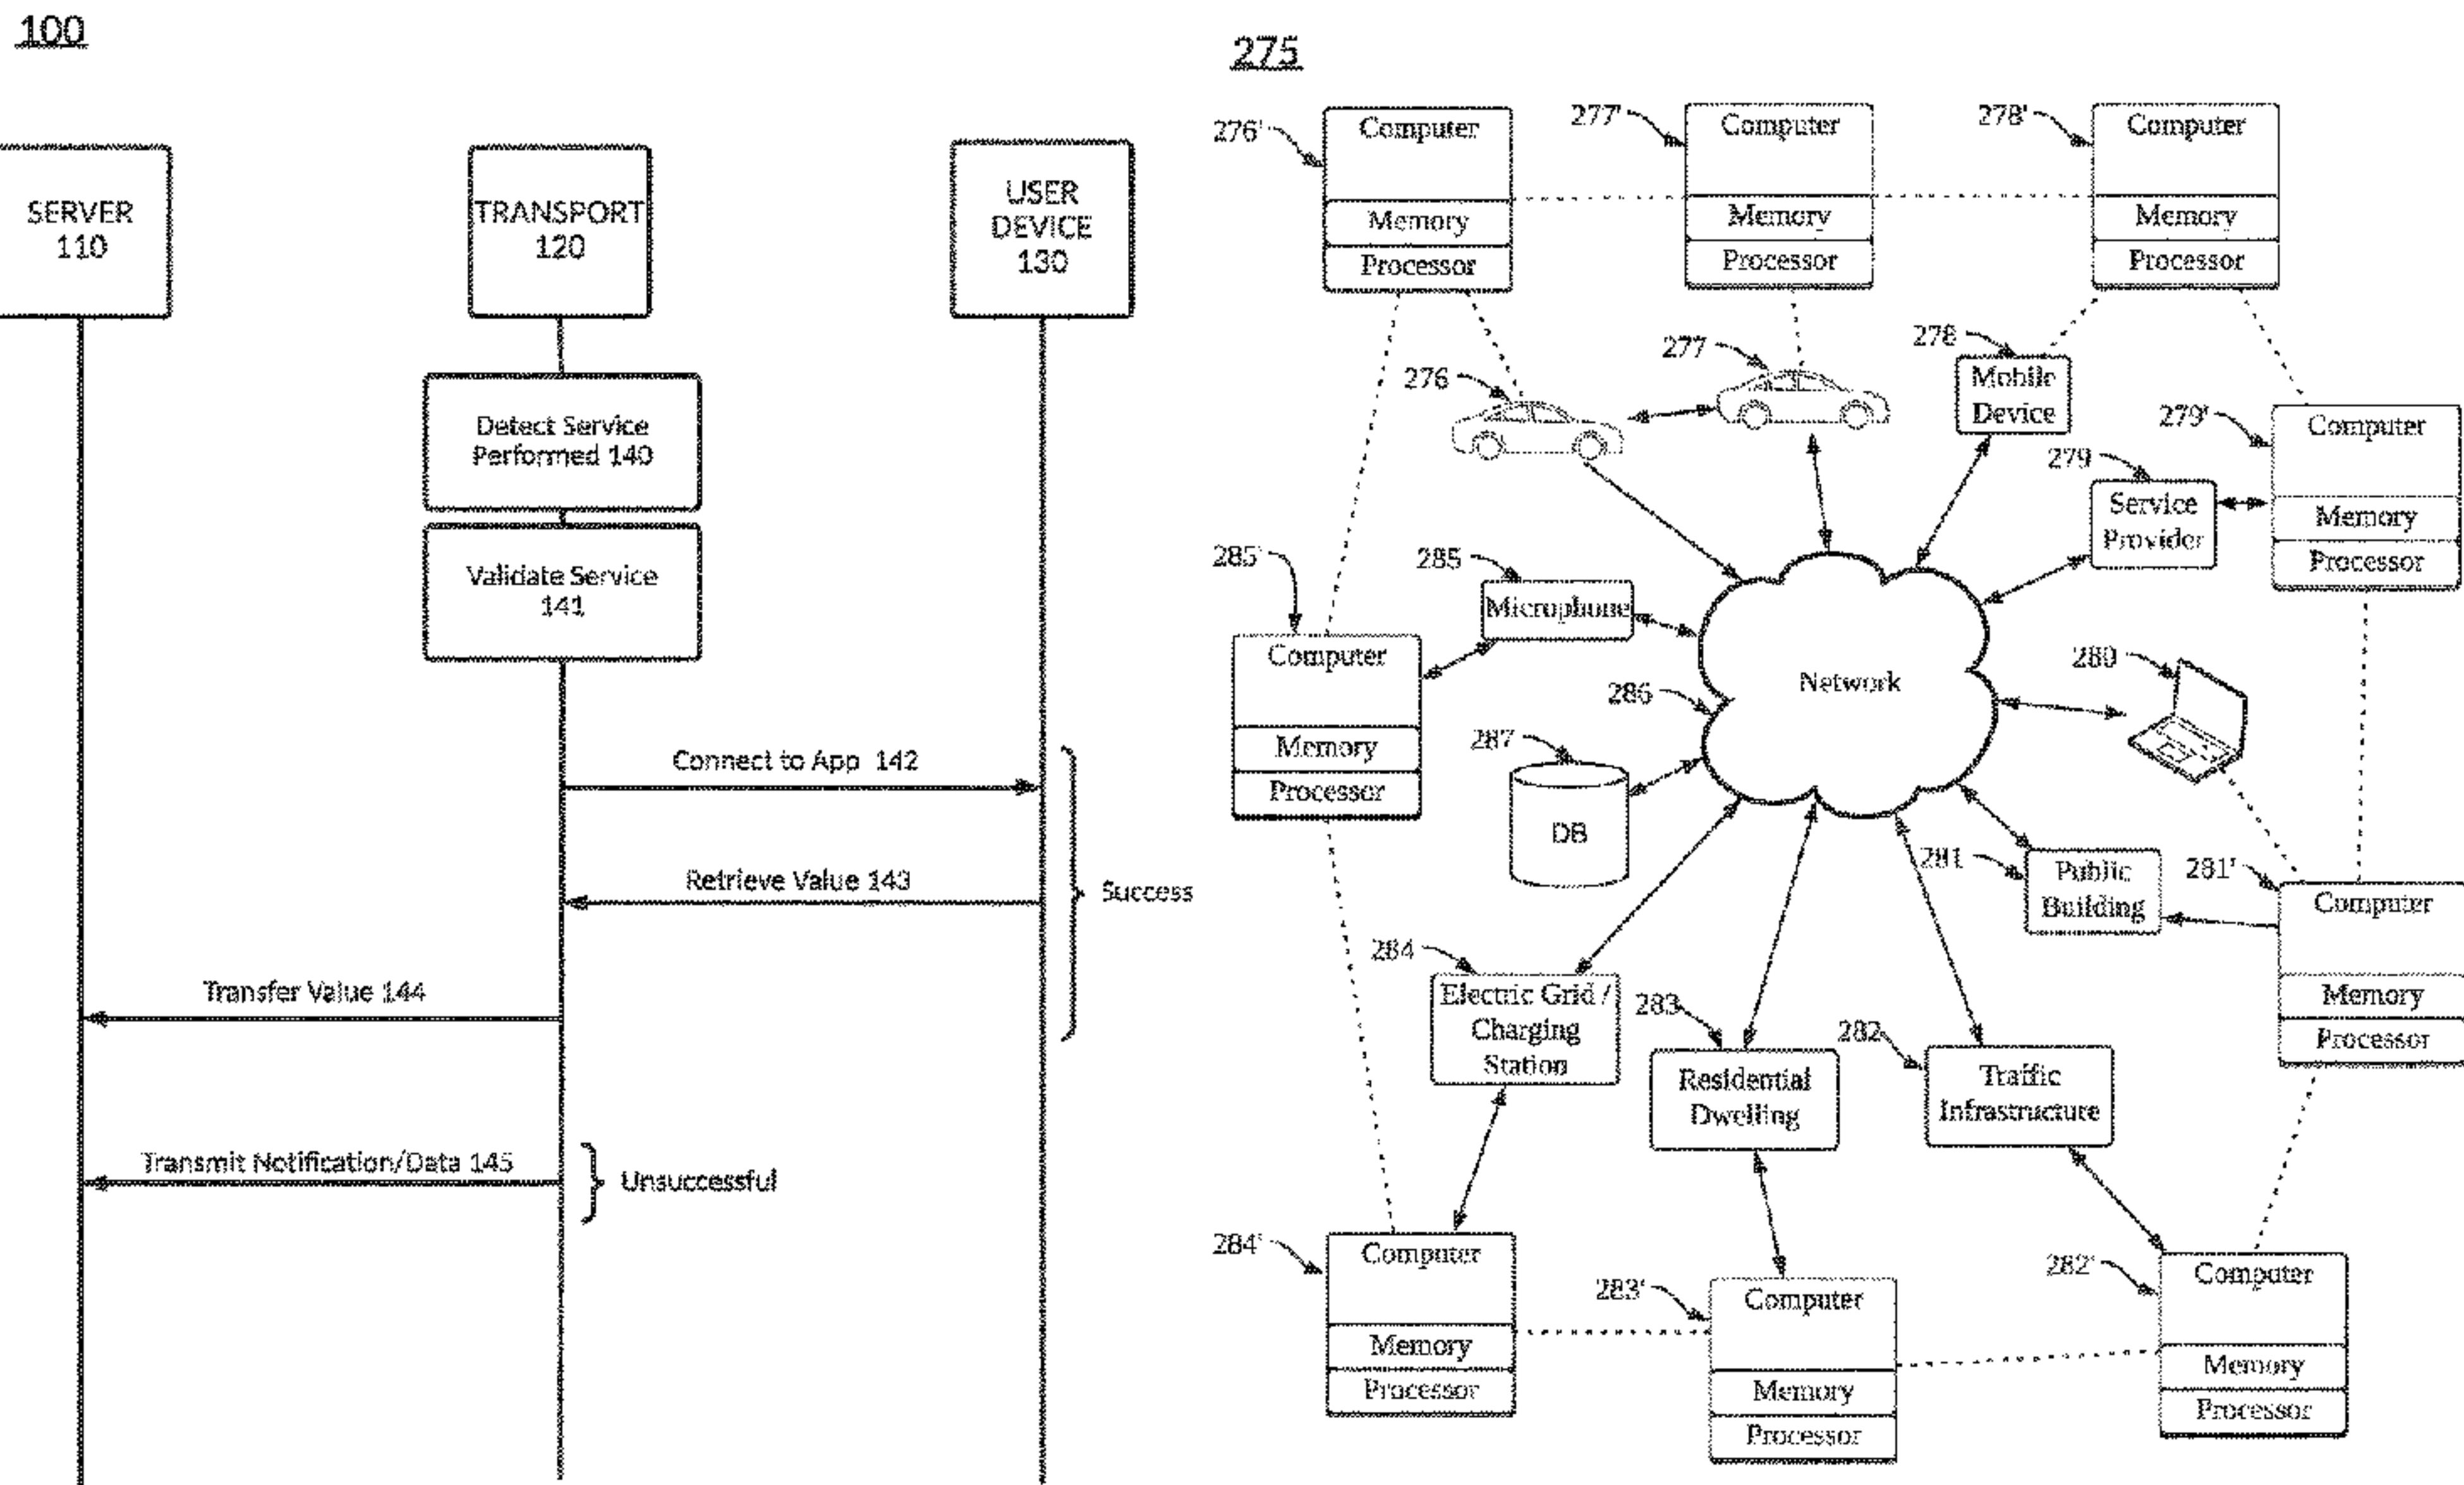 100
SERVER
110
TRANSPORT
120
USER
DEVICE
130
Detect Service
Performed 140
Validate Service
141
Connect to App 142
Retrieve Value 143
Success
Transfer Value 144
Transmit Notification/Data 145
Unsuccessful
275
276'
Computer
Memory
Processor
277'
Computer
Memory
Processor
278'
Computer
Memory
Processor
276
277
278
Mobile
Device
279'
Computer
Memory
Processor
279
Service
Provider
285'
Computer
Memory
Processor
285
Microphone
286
Network
280
287
DB
281
Public
Building
281'
Computer
Memory
Processor
284
Electric Grid /
Charging
Station
283
Residential
Dwelling
282
Traffic
Infrastructure
284'
Computer
Memory
Processor
283'
Computer
Memory
Processor
282'
Computer
Memory
Processor